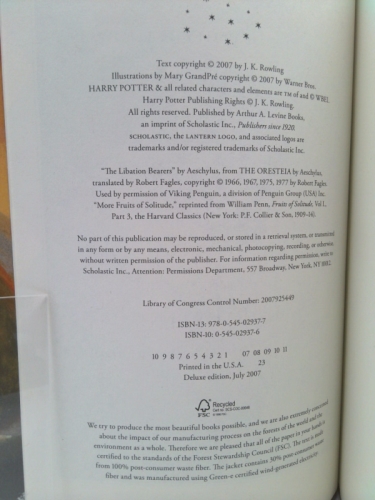 Text copyright © 2007 by J. K. Rowling
Illustrations by Mary GrandPré copyright © 2007 by Warner Bros.
HARRY POTTER & all related characters and elements are TM of and © WBEI.
Harry Potter Publishing Rights © J. K. Rowling.
All rights reserved. Published by Arthur A. Levine Books,
an imprint of Scholastic Inc., Publishers since 1920.
SCHOLASTIC, the LANTERN LOGO, and associated logos are
trademarks and/or registered trademarks of Scholastic Inc.
"The Libation Bearers" by Aeschylus, from THE ORESTEIA by Aeschylus,
translated by Robert Fagles, copyright © 1966, 1967, 1975, 1977 by Robert Fagles.
Used by permission of Viking Penguin, a division of Penguin Group (USA) Inc.
"More Fruits of Solitude," reprinted from William Penn, Fruits of Solitude, Vol. I.,
Part 3, the Harvard Classics (New York: P.F. Collier & Son, 1909-14).
No part of this publication may be reproduced, or stored in a retrieval system, or transmitted
in any form or by any means, electronic, mechanical, photocopying, recording, or otherwise,
without written permission of the publisher. For information regarding permission, write to
Scholastic Inc., Attention: Permissions Department, 557 Broadway, New York, NY 10012.
Library of Congress Control Number: 2007925449
ISBN-13: 978-0-545-02937-7
ISBN-10: 0-545-02937-6
10 9 8 7 6 5 4 3 2 1 07 08 09 10 11
Printed in the U.S.A. 23
Deluxe edition, July 2007
FSC
Recycled
We try to produce the most beautiful books possible, and we are also extremely concerned
about the impact of our manufacturing process on the forests of the world and the
environment as a whole. Therefore we are pleased that all of the paper in your hands is
certified to the standards of the Forest Stewardship Council (FSC). The text is made
from 100% post-consumer waste fiber. The jacket contains 30% post-consumer waste
fiber and was manufactured using Green-e certified wind-generated electricity